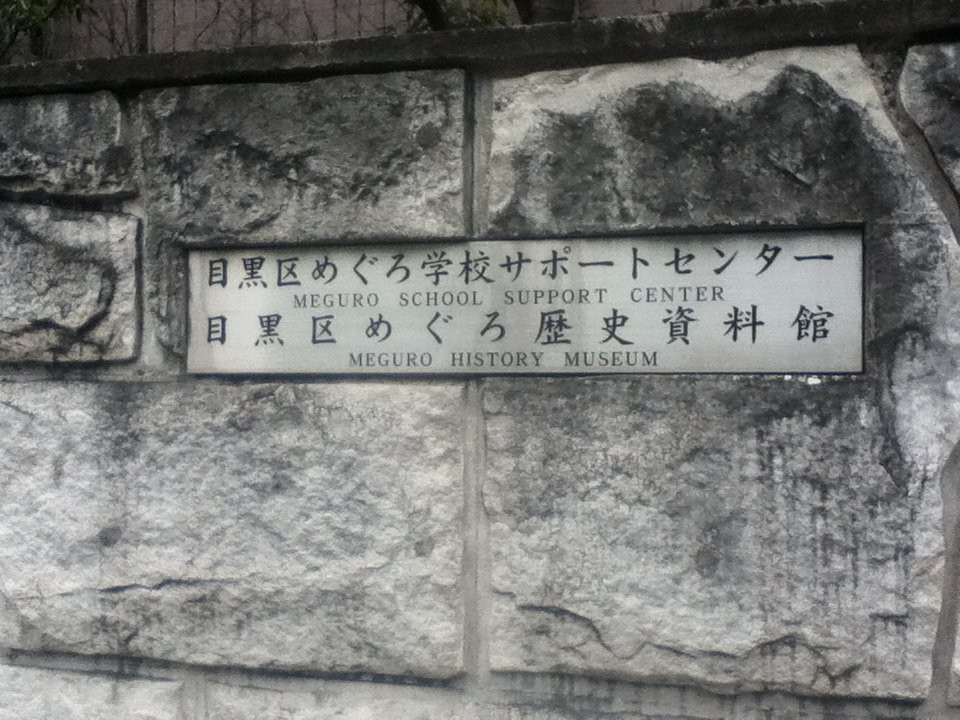 目黒区めぐろ学校サポートセンター
MEGURO SCHOOL SUPPORT CENTER
目黒区めぐろ歴史資料館
MEGURO HISTORY MUSEUM